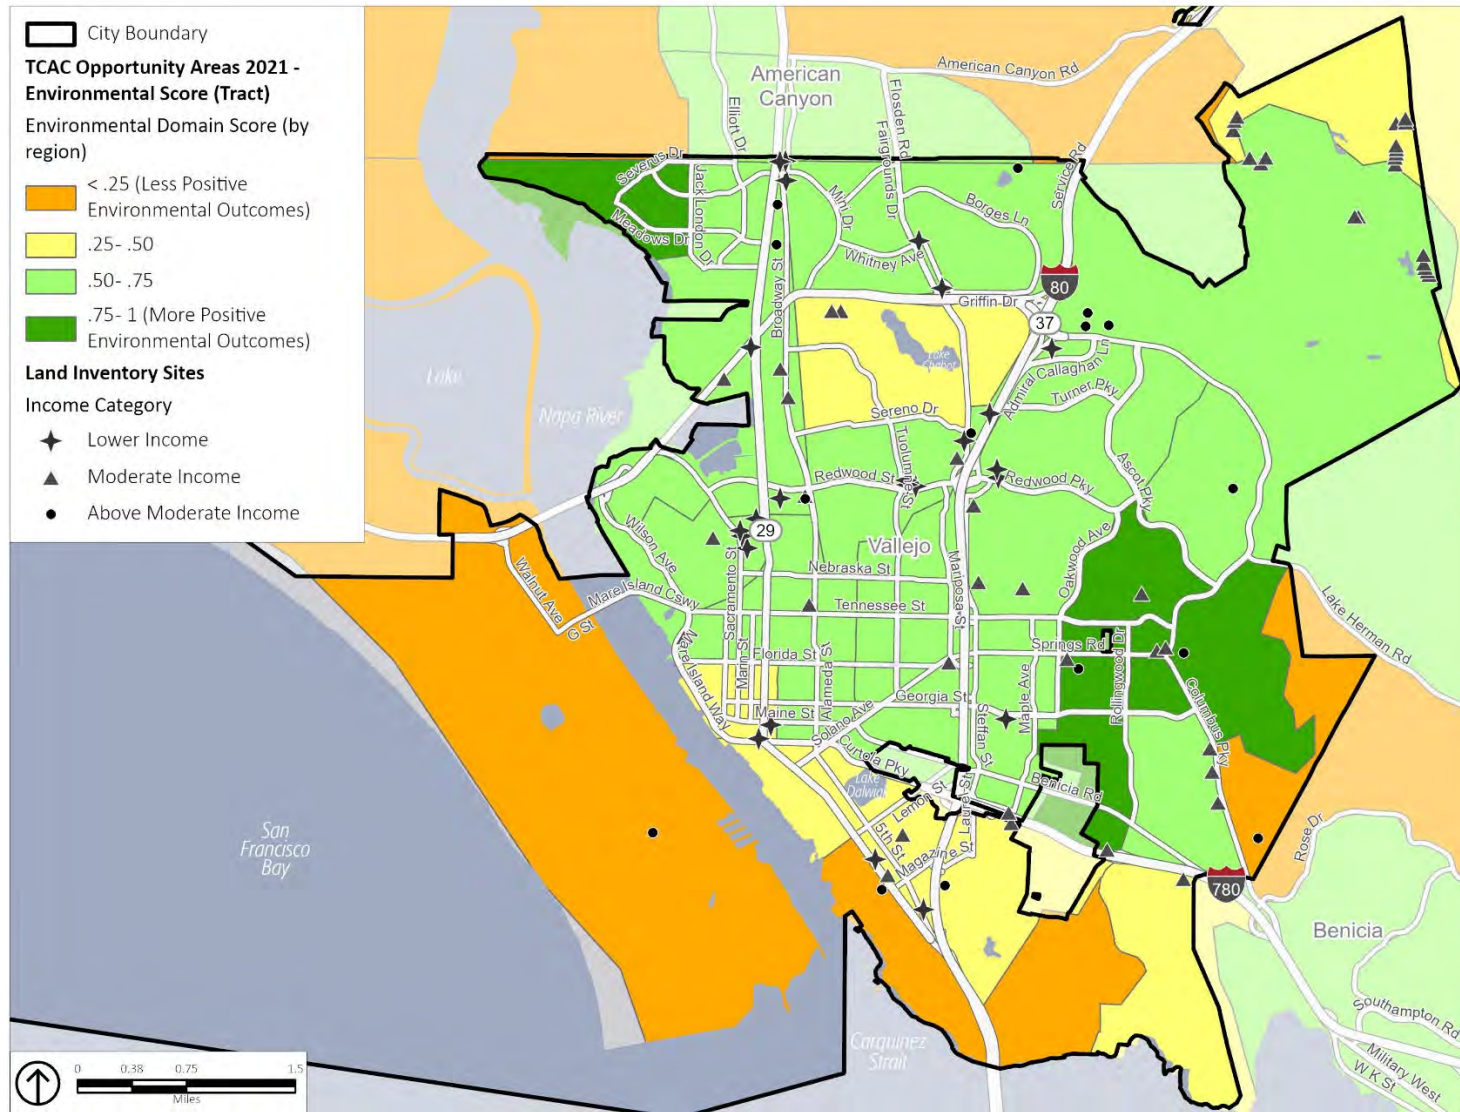 City Boundary
TCAC Opportunity Areas 2021 -
Environmental Score (Tract)
Environmental Domain Score (by
region)
< .25 (Less Positive
Environmental Outcomes)
.25- .50
.50- .75
.75- 1 (More Positive
Environmental Outcomes)
Land Inventory Sites
Income Category
Lower Income
Moderate Income
Above Moderate Income
American
Canyon
American Canyon Rd
Elliott Dr
Flosden Rd
Fairgrounds Dr
Service Rd
Severus Dr
Jack London Dr
Meadows Dr
Mini Dr
Borges Ln
Whitney Ave
Broadway St
80
Griffin Dr
37
Lake
Napa River
Lake
Chabot
Admiral Callaghan Ln
Turner Pky
Sereno Dr
Tuolumne St
Redwood St
Redwood Pky
Ascot Pky
Wilson Ave
29
Vallejo
Oakwood Ave
Sacramento St
Nebraska St
Mariposa St
Walnut Ave
G St
Mare Island Cswy
Tennessee St
Lake Herman Rd
Marin St
Florida St
Springs Rd
Rollingwood Dr
Mare Island Way
Alameda St
Georgia St
Maple Ave
Columbus Pky
Maine St
Solano Ave
Steffan St
Curtola Pky
Lake
Dalwigk
Lemon St
Laurel St
Benicia Rd
Rose Dr
5th St
Magazine St
San
Francisco
Bay
780
Benicia
Southampton Rd
Carquinez
Strait
Military West
W K St
0 0.38 0.75 1.5
Miles